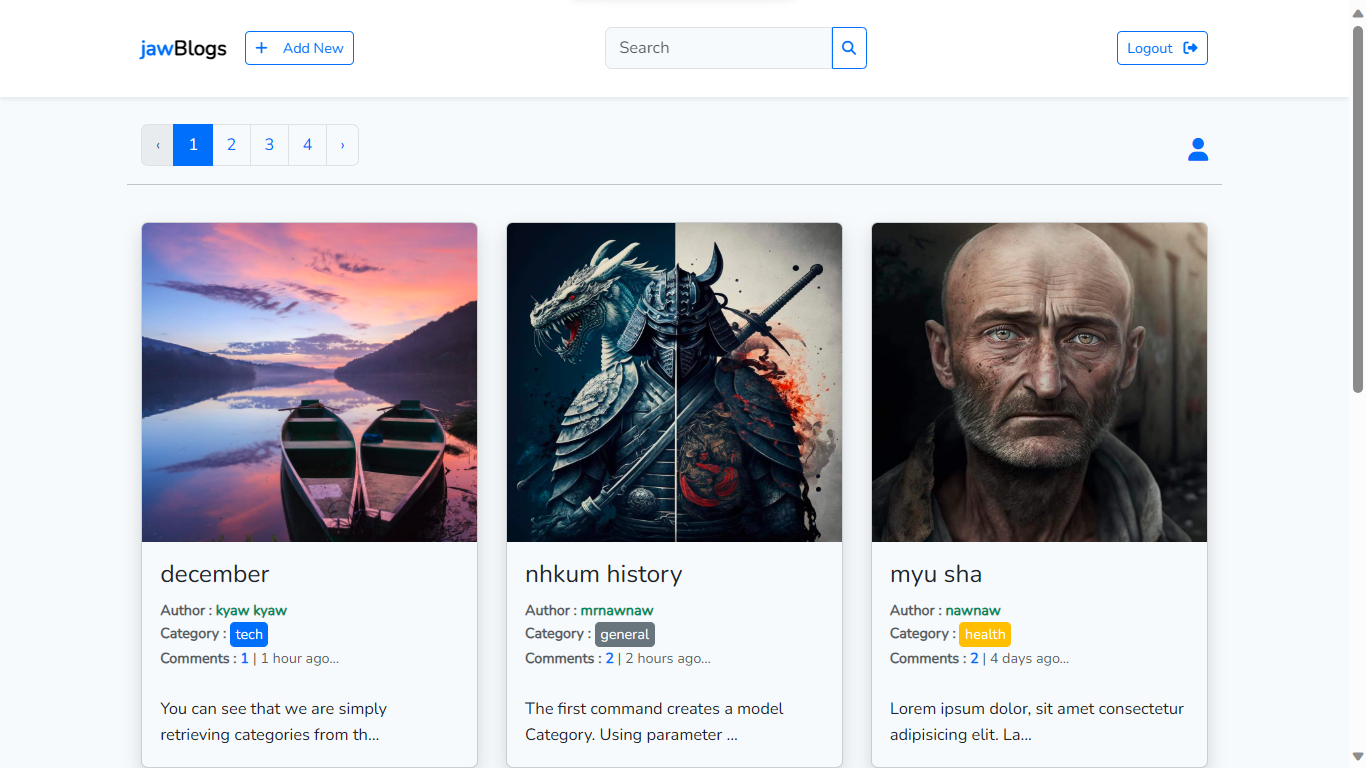 jawBlogs
+ Add New
Search
Logout
‹ 1 2 3 4 ›
december
Author : kyaw kyaw
Category : tech
Comments : 1 | 1 hour ago...
You can see that we are simply
retrieving categories from th...
nhkum history
Author : mrnawnaw
Category : general
Comments : 2 | 2 hours ago...
The first command creates a model
Category. Using parameter ...
myu sha
Author : nawnaw
Category : health
Comments : 2 | 4 days ago...
Lorem ipsum dolor, sit amet consectetur
adipisicing elit. La...